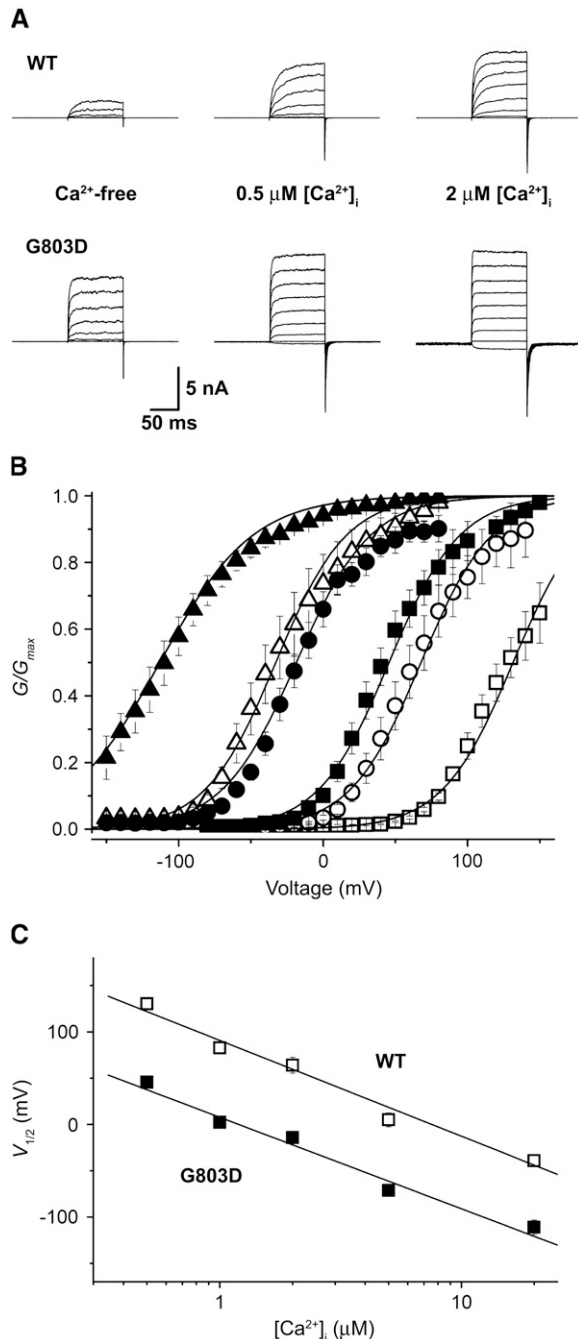 A
WT
Ca²⁺-free
0.5 μM [Ca²⁺]ᵢ
2 μM [Ca²⁺]ᵢ
G803D
5 nA
50 ms
B
1.0
0.8
0.6
0.4
0.2
0.0
G/Gmax
-100
0
100
Voltage (mV)
C
100
0
-100
V1/2 (mV)
WT
G803D
1
10
[Ca²⁺]ᵢ (μM)